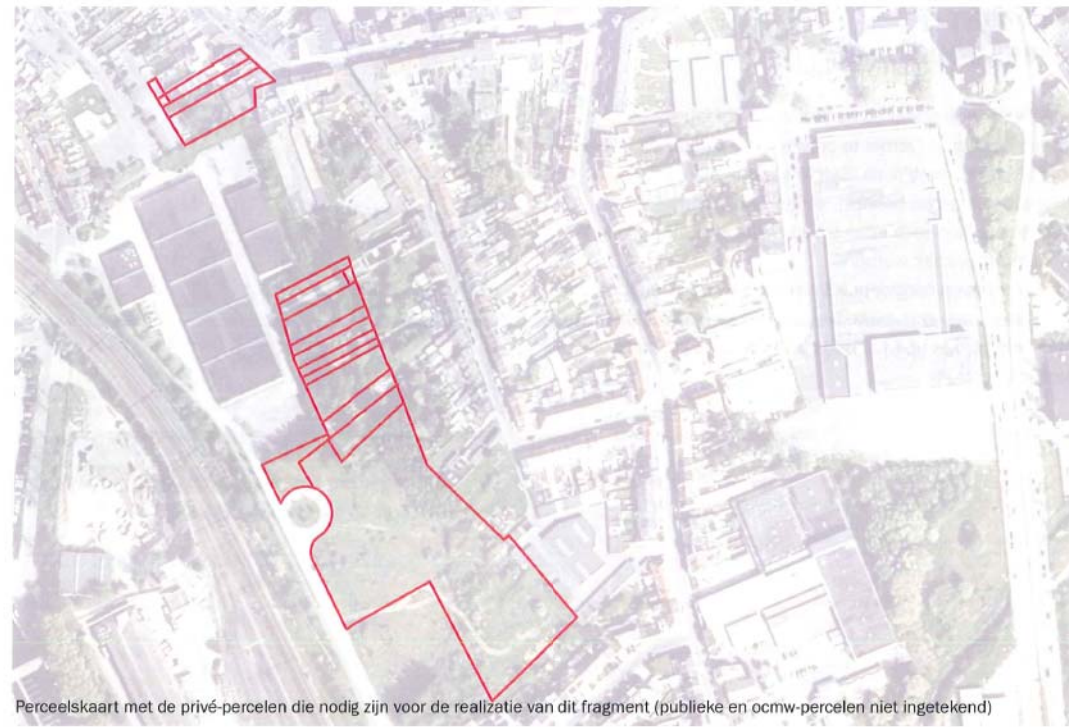 Perceelskaart met de privé-percelen die nodig zijn voor de realizatie van dit fragment (publieke en ocmw-percelen niet ingetekend)